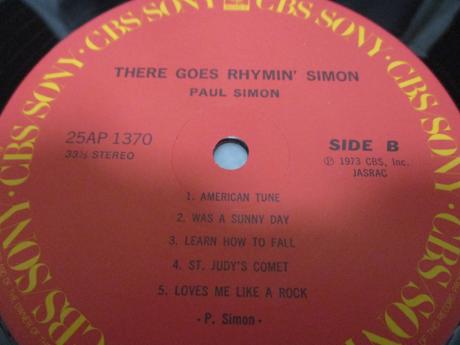 CBS SONY · CBS SONY · CBS SONY · CBS/SONY
THERE GOES RHYMIN' SIMON
PAUL SIMON
25AP 1370
33⅓ STEREO
SIDE B
℗ 1973 CBS, Inc.
JASRAC
1. AMERICAN TUNE
2. WAS A SUNNY DAY
3. LEARN HOW TO FALL
4. ST. JUDY'S COMET
5. LOVES ME LIKE A ROCK
- P. Simon -